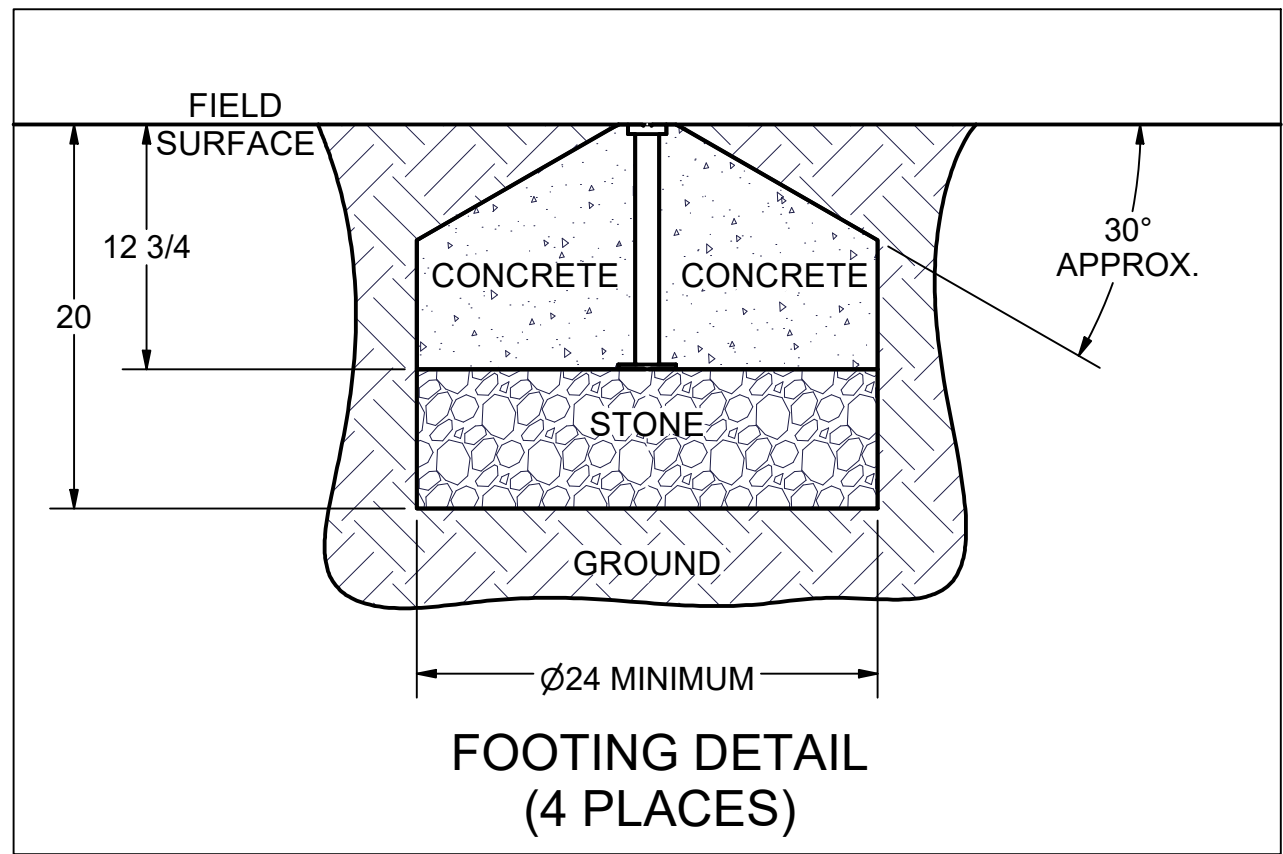 FIELD
SURFACE
12 3/4
20
CONCRETE
CONCRETE
30°
APPROX.
STONE
GROUND
Ø24 MINIMUM
FOOTING DETAIL
(4 PLACES)